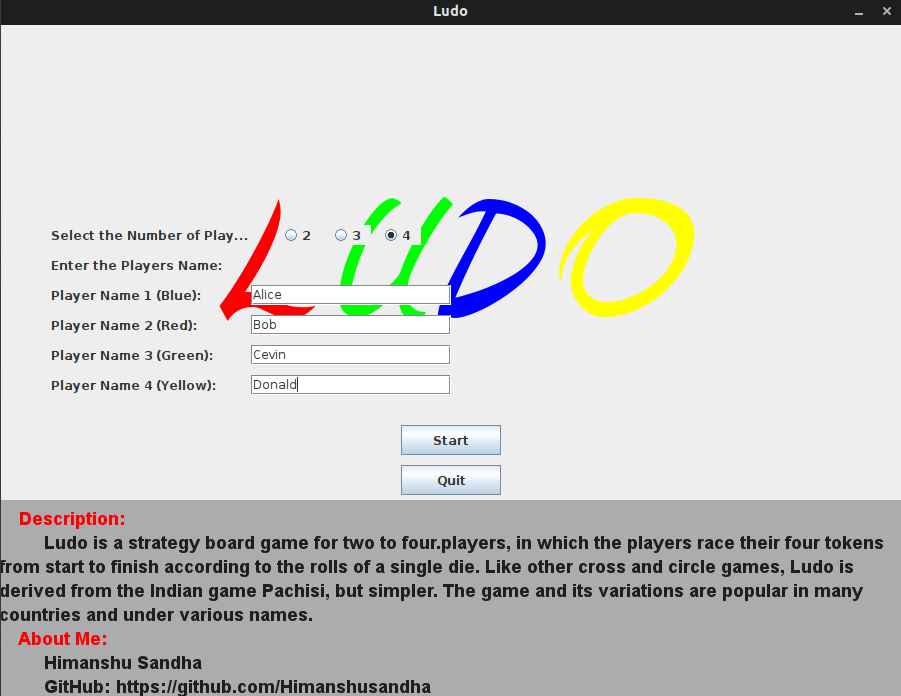 Ludo
LUDO
Select the Number of Play... 2 3 4
Enter the Players Name:
Player Name 1 (Blue): Alice
Player Name 2 (Red): Bob
Player Name 3 (Green): Cevin
Player Name 4 (Yellow): Donald
Start
Quit
Description:
Ludo is a strategy board game for two to four.players, in which the players race their four tokens
from start to finish according to the rolls of a single die. Like other cross and circle games, Ludo is
derived from the Indian game Pachisi, but simpler. The game and its variations are popular in many
countries and under various names.
About Me:
Himanshu Sandha
GitHub: https://github.com/Himanshusandha